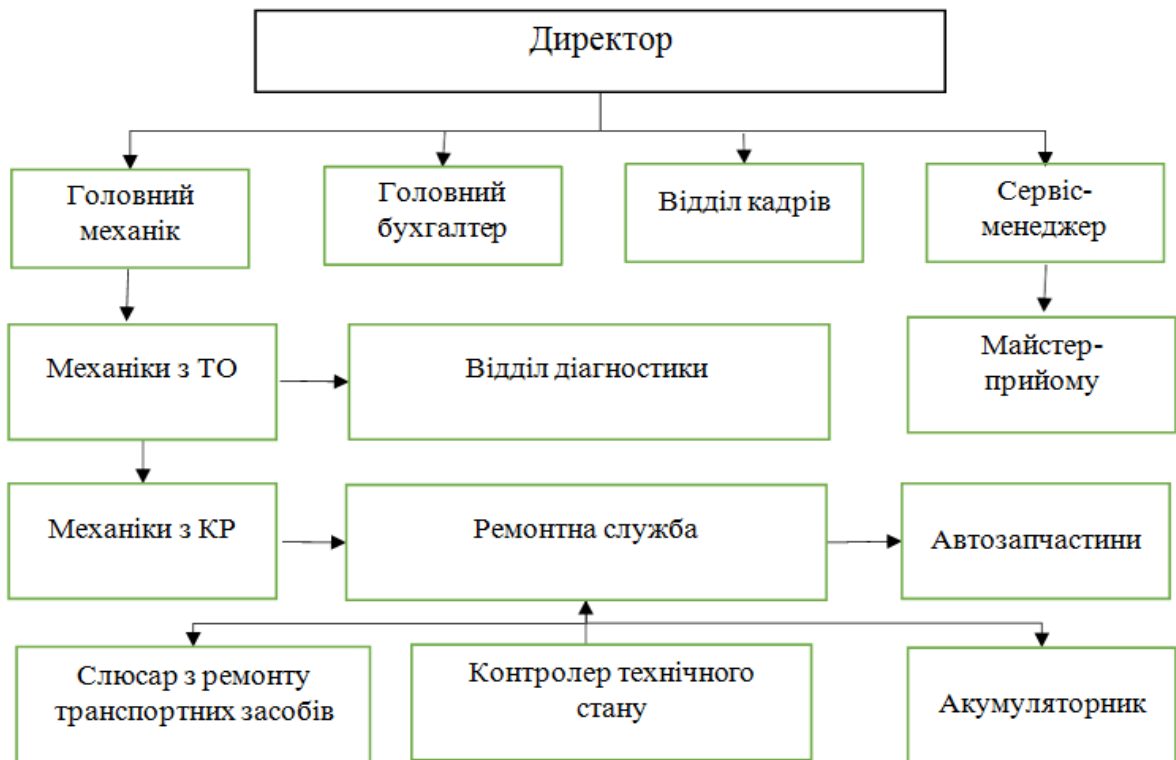 Директор
Головний
механік
Головний
бухгалтер
Відділ кадрів
Сервіс-
менеджер
Механіки з ТО
Відділ діагностики
Майстер-
прийому
Механіки з КР
Ремонтна служба
Автозапчастини
Слюсар з ремонту
транспортних засобів
Контролер технічного
стану
Акумуляторник